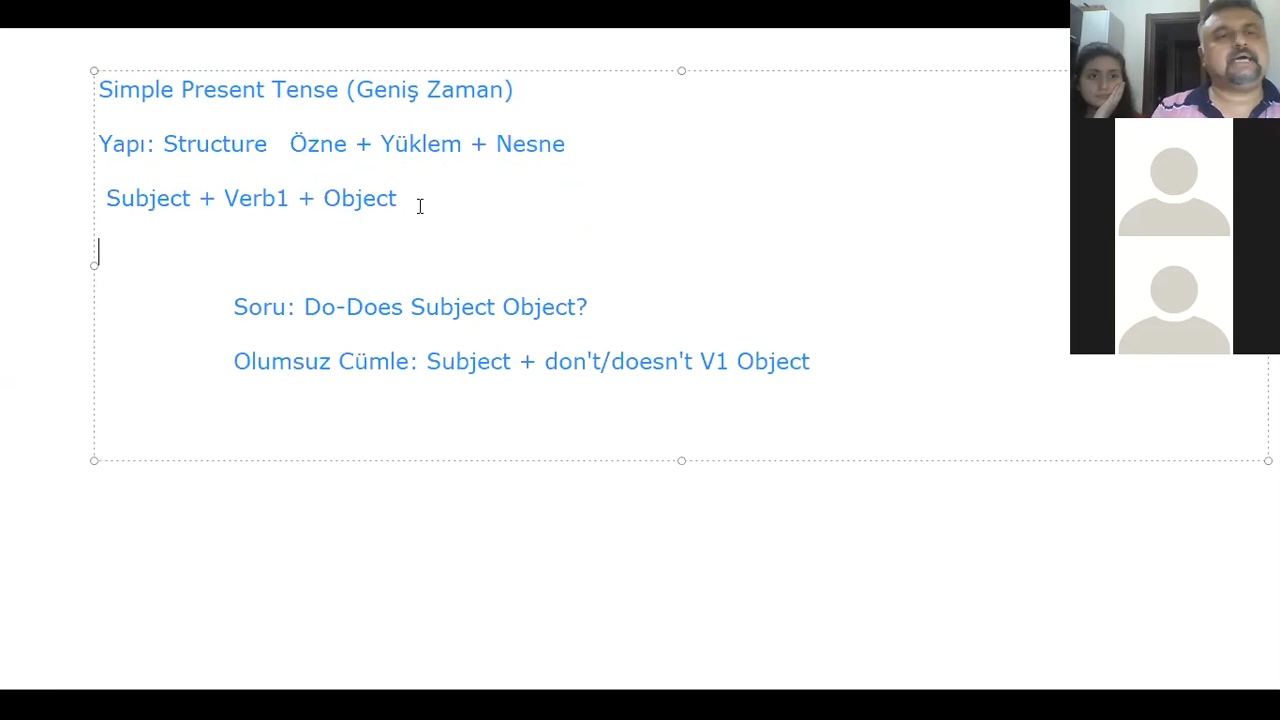 Simple Present Tense (Geniş Zaman)
Yapı: Structure Özne + Yüklem + Nesne
Subject + Verb1 + Object
Soru: Do-Does Subject Object?
Olumsuz Cümle: Subject + don't/doesn't V1 Object